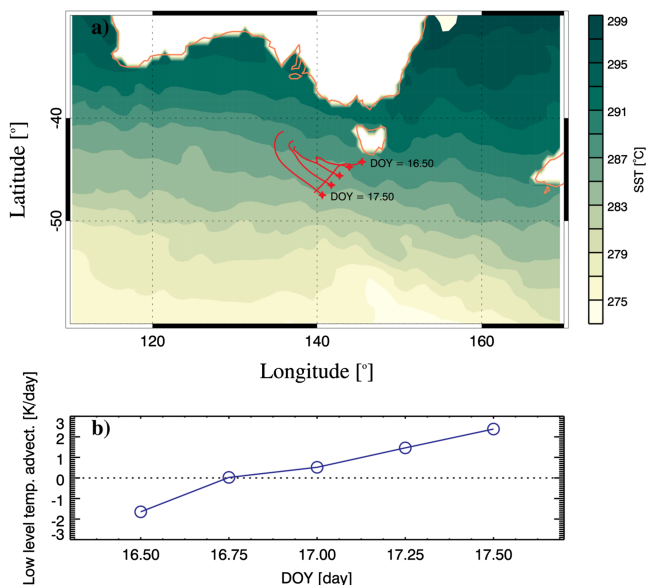 a)
299
295
291
287
283
279
275
SST [°C]
-40
-50
Latitude [°]
DOY = 16.50
DOY = 17.50
120
140
160
Longitude [°]
b)
3
2
1
0
-1
-2
-3
Low level temp. advect. [K/day]
16.50
16.75
17.00
17.25
17.50
DOY [day]